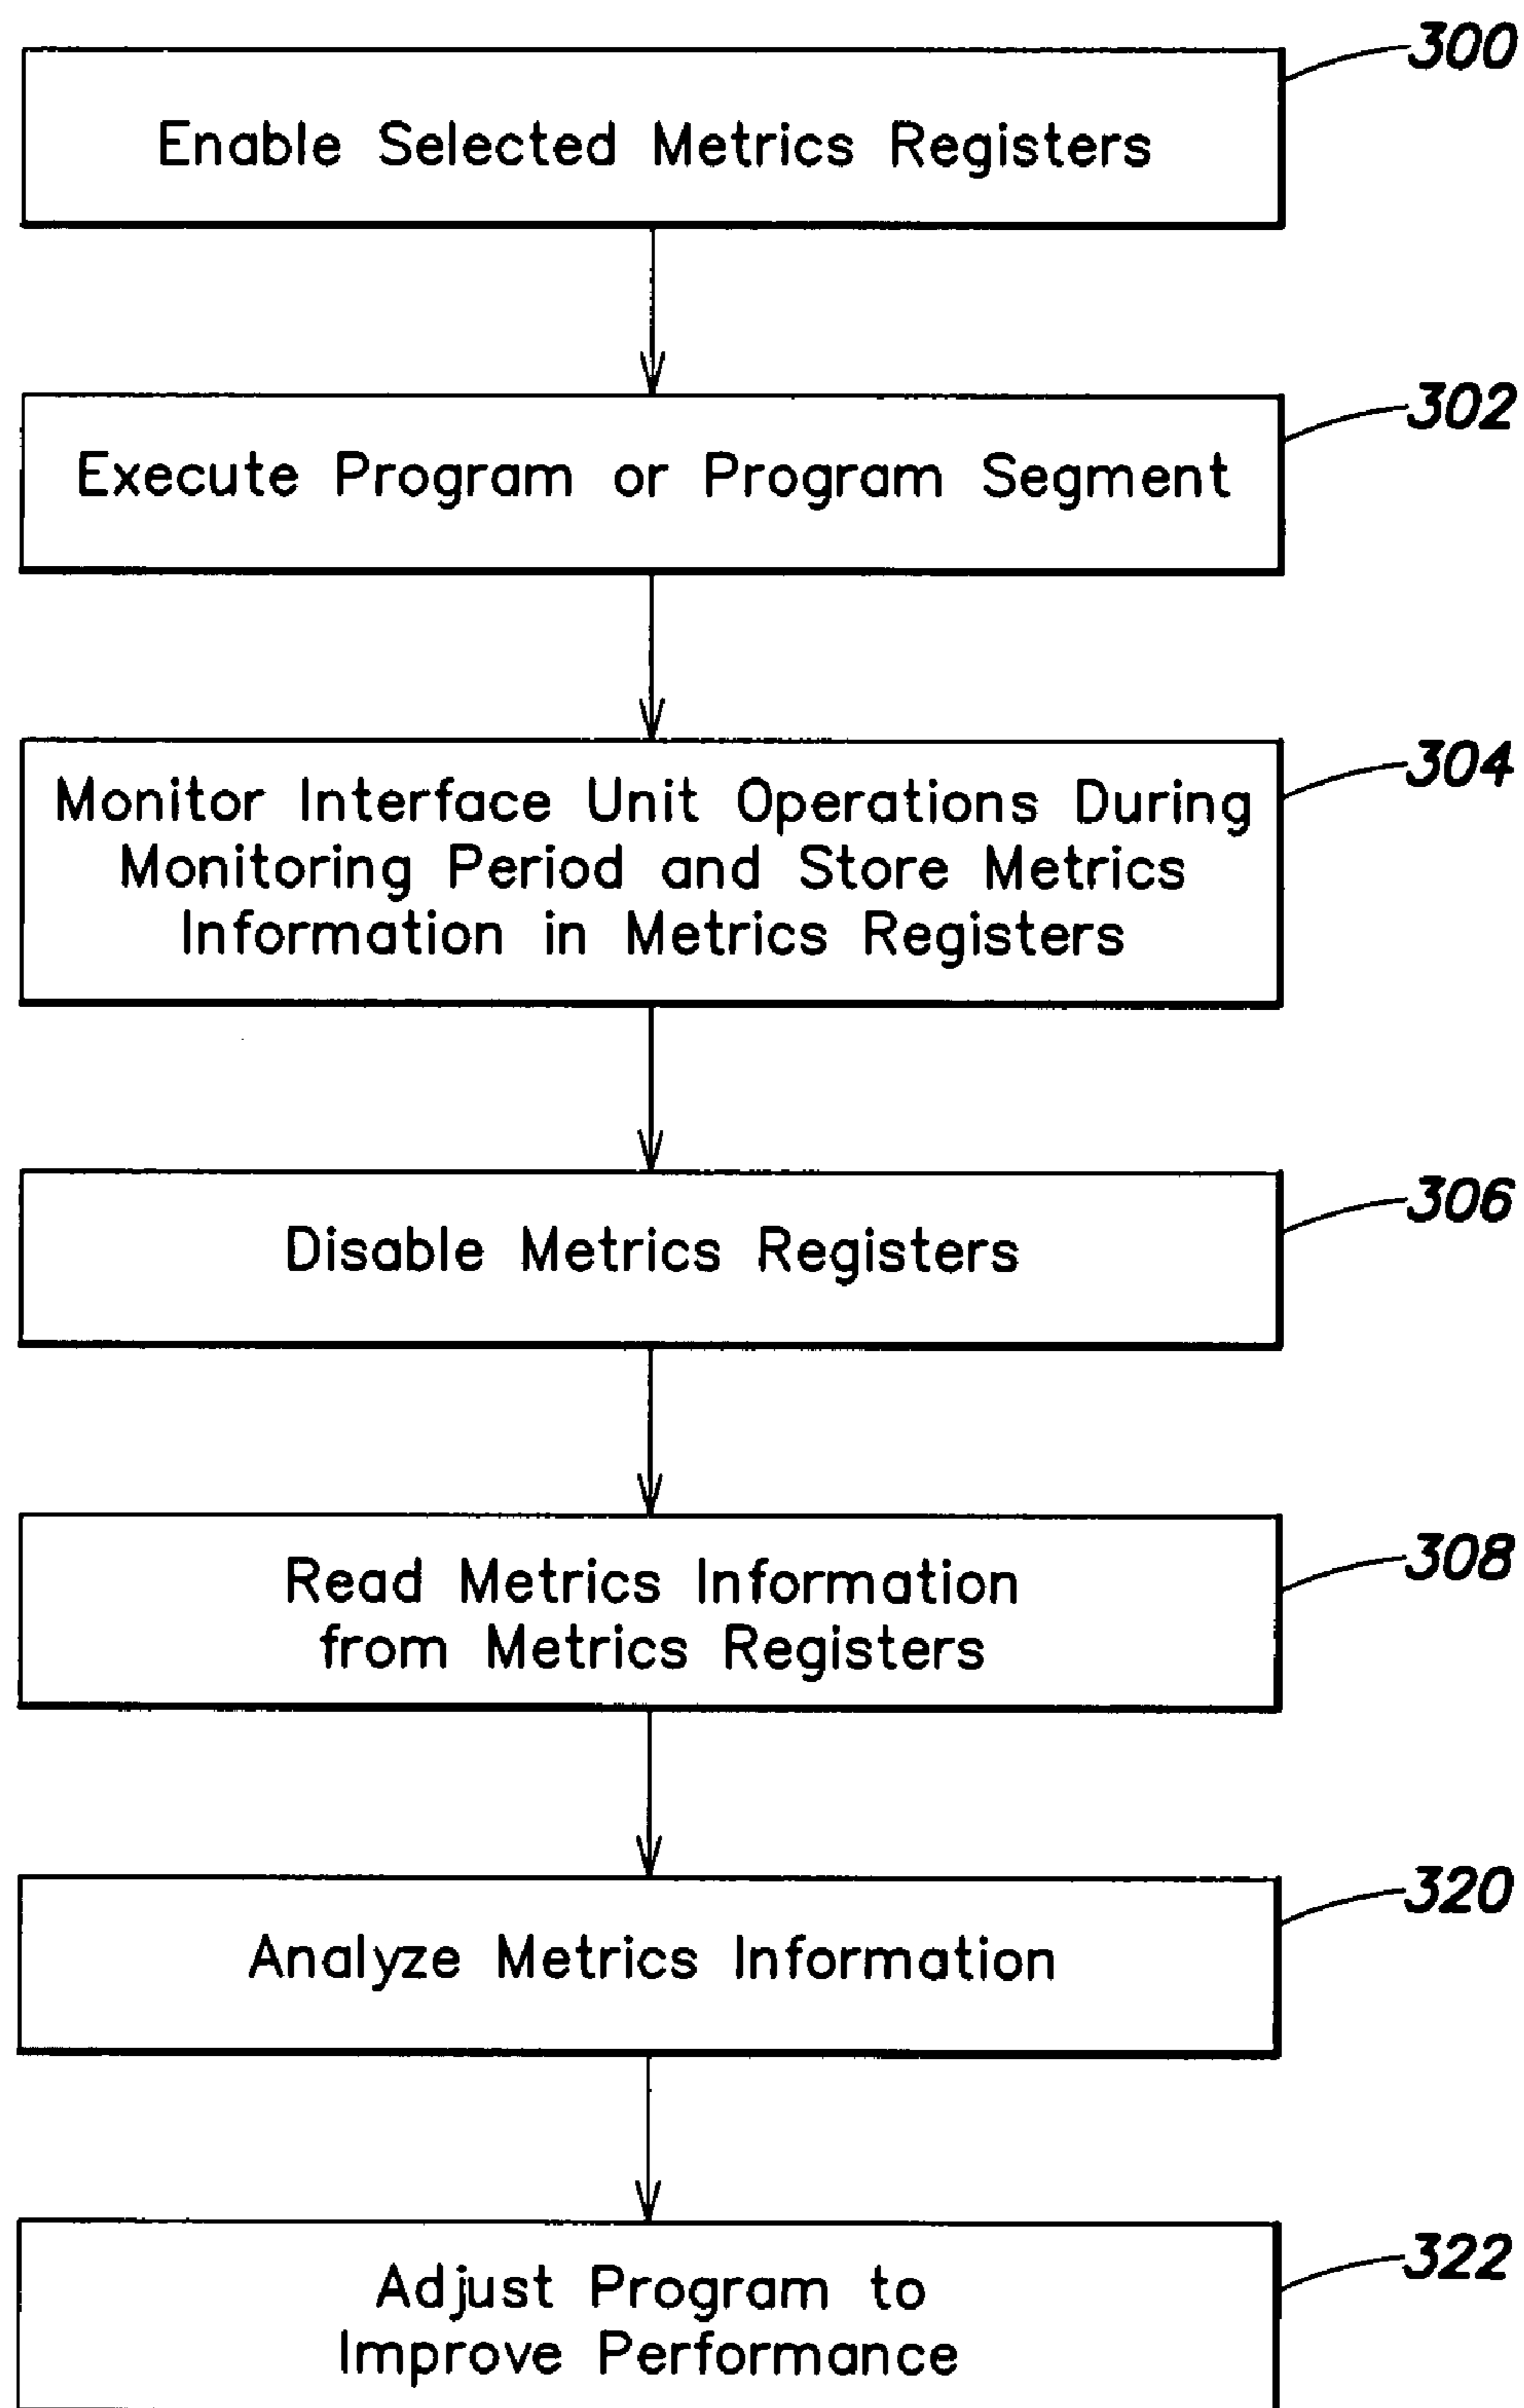 300
Enable Selected Metrics Registers
302
Execute Program or Program Segment
304
Monitor Interface Unit Operations During
Monitoring Period and Store Metrics
Information in Metrics Registers
306
Disable Metrics Registers
308
Read Metrics Information
from Metrics Registers
320
Analyze Metrics Information
322
Adjust Program to
Improve Performance